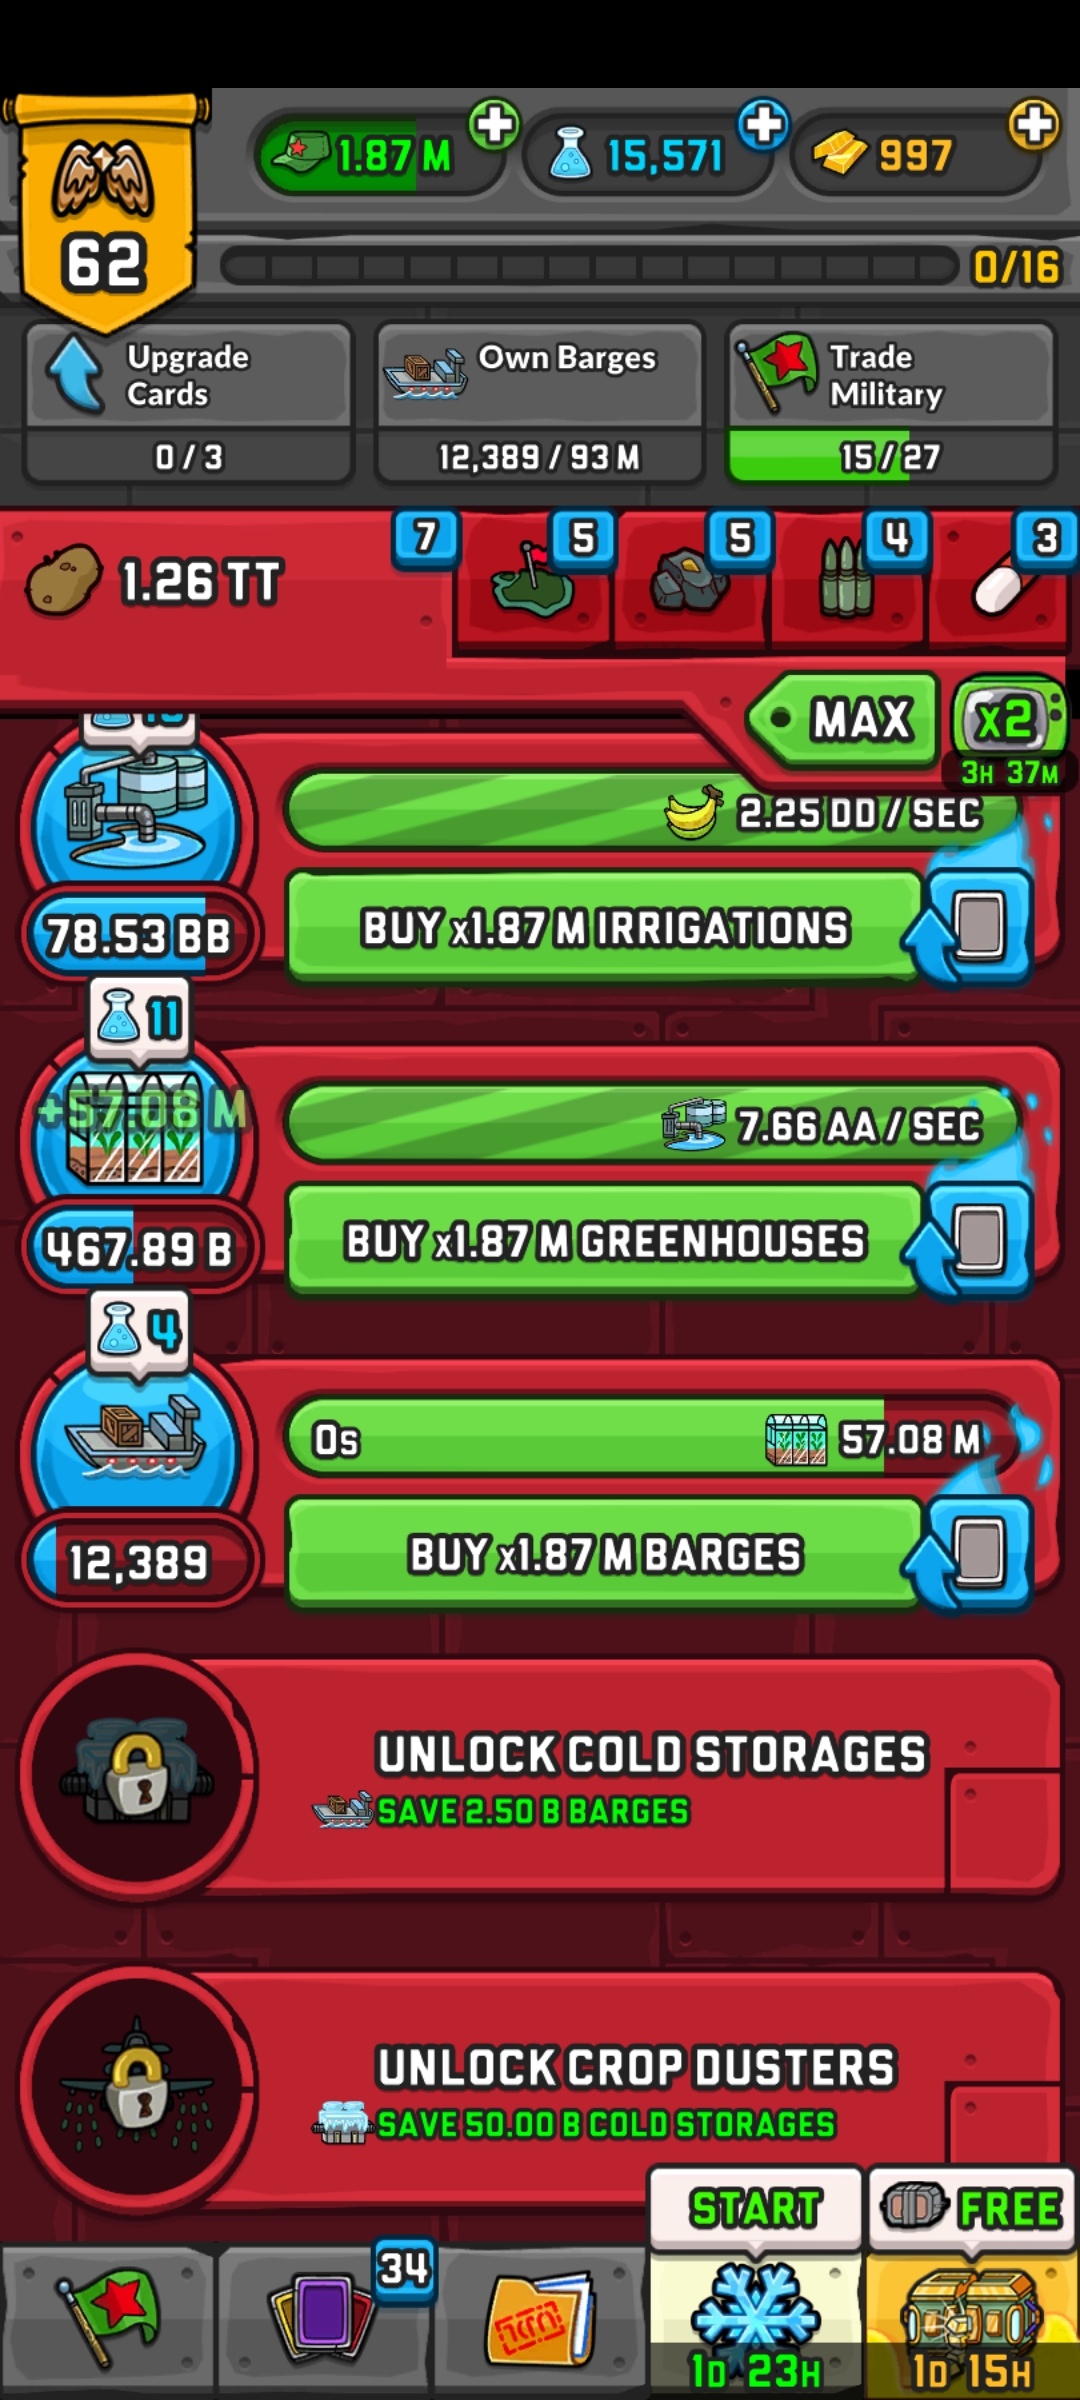 1.87 M
15,571
997
62
0/16
Upgrade
Cards
0 / 3
Own Barges
12,389 / 93 M
Trade
Military
15 / 27
1.26 TT
7
5
5
4
3
MAX
x2
3H 37M
2.25 DD / SEC
78.53 BB
BUY x1.87 M IRRIGATIONS
11
+57.08 M
7.66 AA / SEC
467.89 B
BUY x1.87 M GREENHOUSES
4
0s
57.08 M
12,389
BUY x1.87 M BARGES
UNLOCK COLD STORAGES
SAVE 2.50 B BARGES
UNLOCK CROP DUSTERS
SAVE 50.00 B COLD STORAGES
START
FREE
34
1D 23H
1D 15H